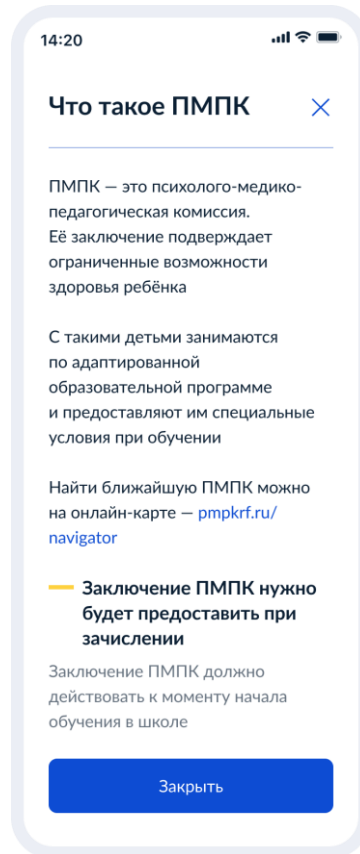 14:20
Что такое ПМПК
ПМПК — это психолого-медико-
педагогическая комиссия.
Её заключение подверждает
ограниченные возможности
здоровья ребёнка
С такими детьми занимаются
по адаптированной
образовательной программе
и предоставляют им специальные
условия при обучении
Найти ближайшую ПМПК можно
на онлайн-карте — pmpkrf.ru/
navigator
Заключение ПМПК нужно
будет предоставить при
зачислении
Заключение ПМПК должно
действовать к моменту начала
обучения в школе
Закрыть